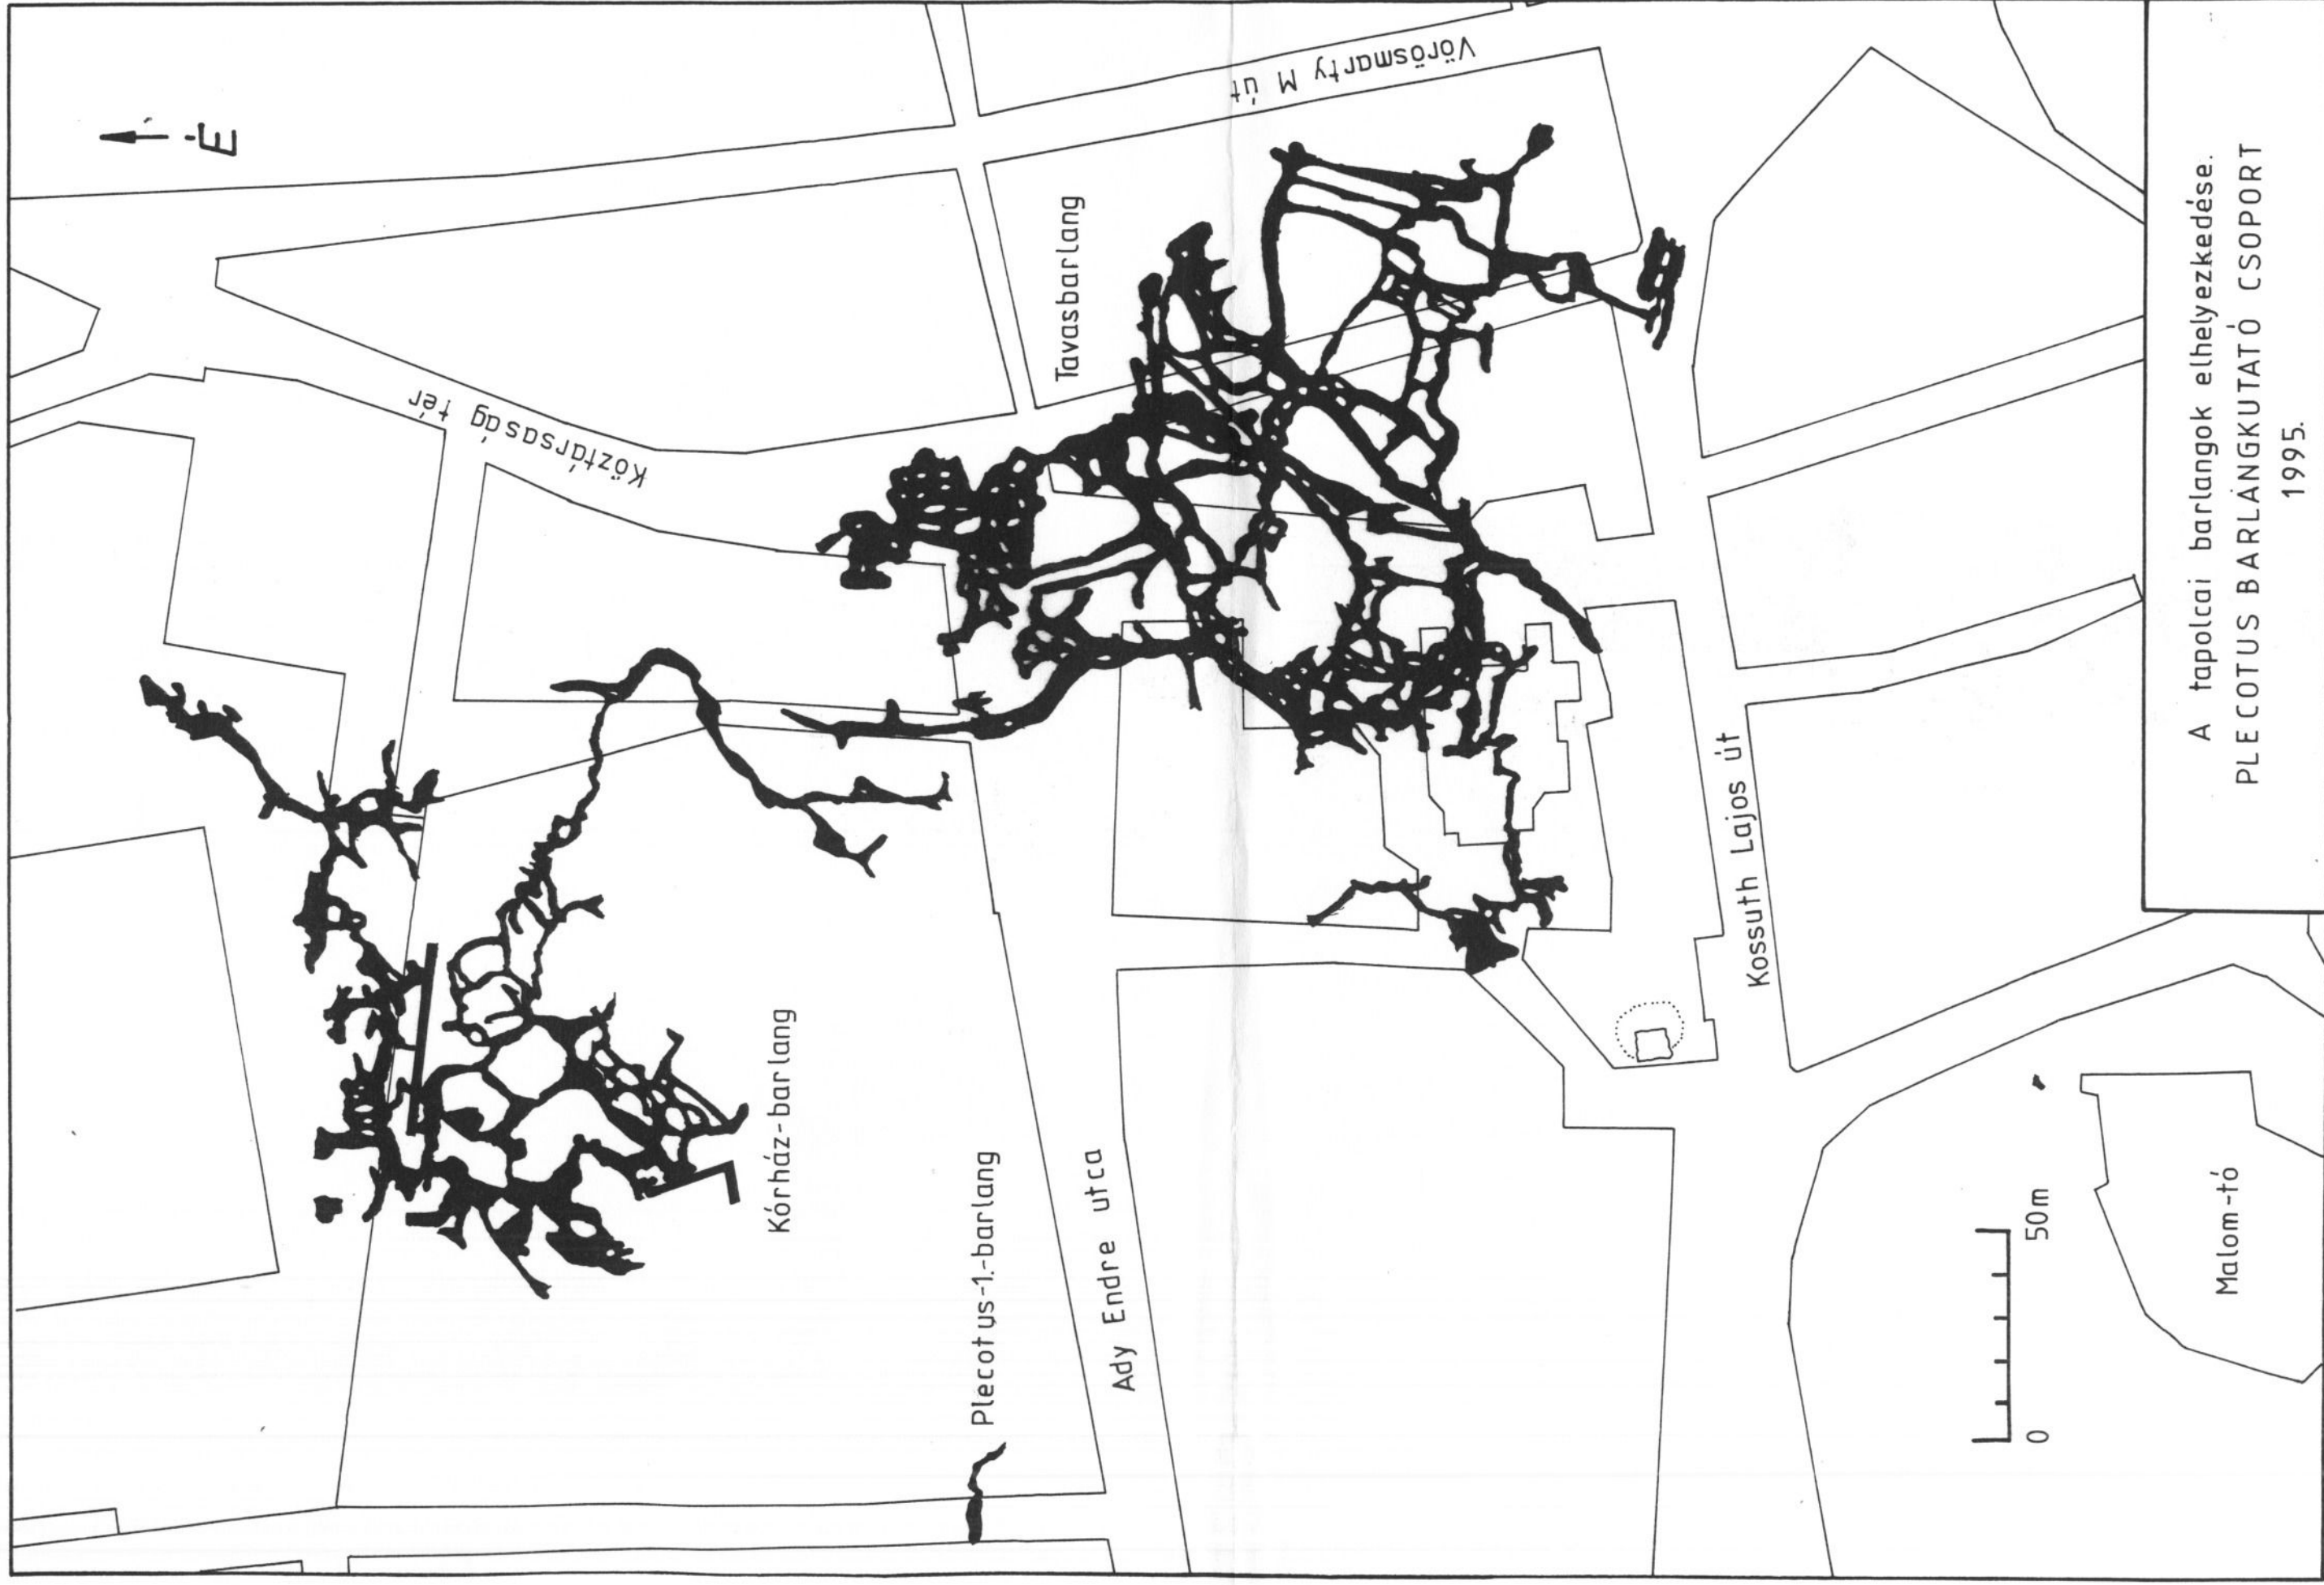 É
Vörösmarty M út
Köztársaság tér
Tavasbarlang
Kórház-barlang
Plecotus-1.-barlang
Ady Endre utca
Kossuth Lajos út
0
50m
Malom-tó
A tapolcai barlangok elhelyezkedése.
PLECOTUS BARLANGKUTATÓ CSOPORT
1995.